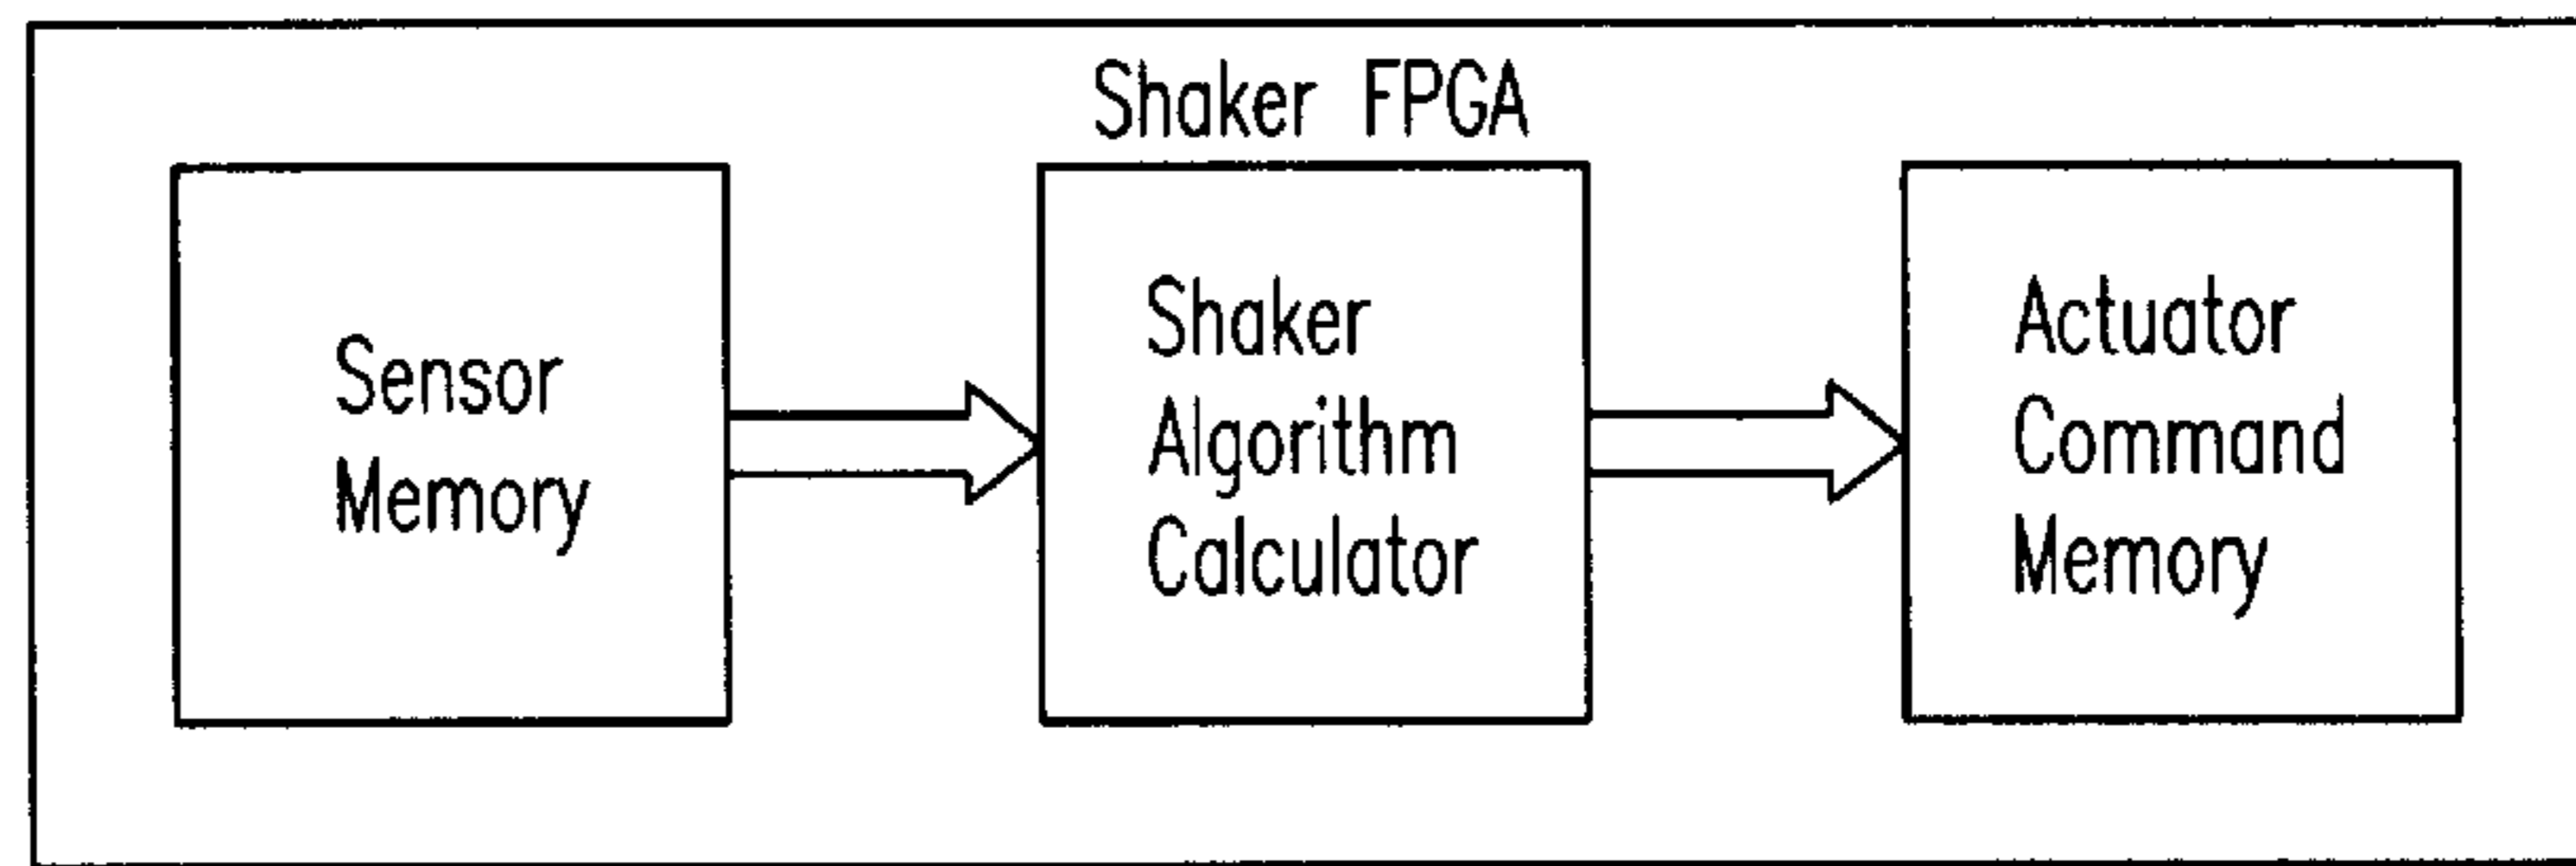 Shaker FPGA
Sensor
Memory
Shaker
Algorithm
Calculator
Actuator
Command
Memory